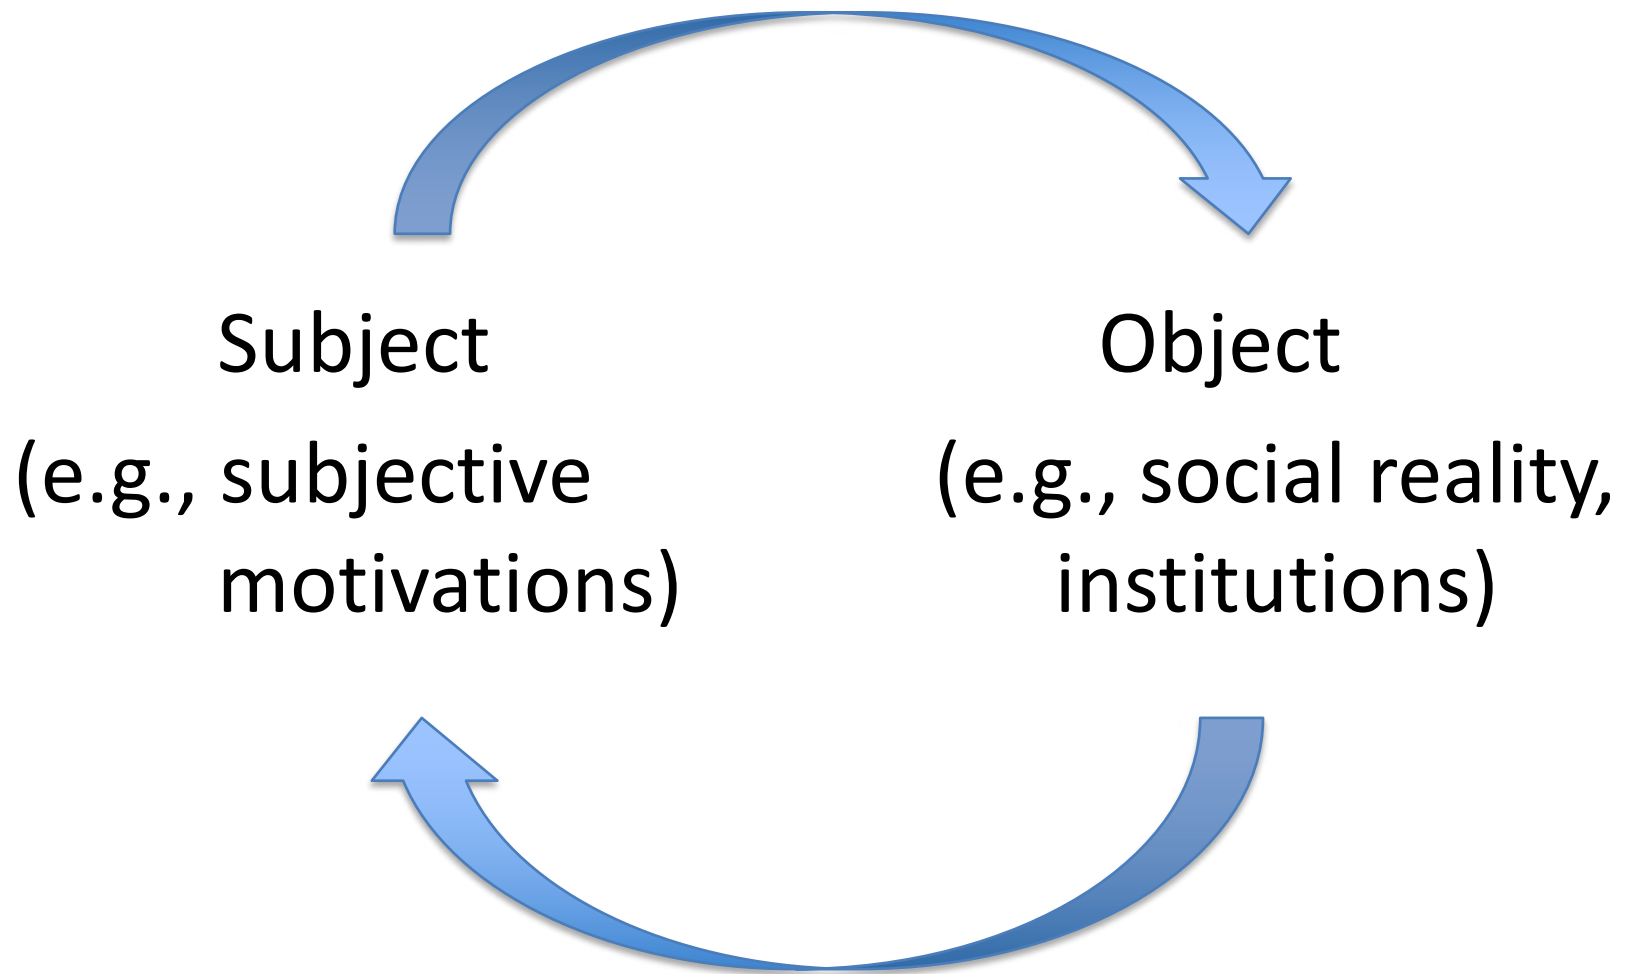 Subject
(e.g., subjective
motivations)
Object
(e.g., social reality,
institutions)